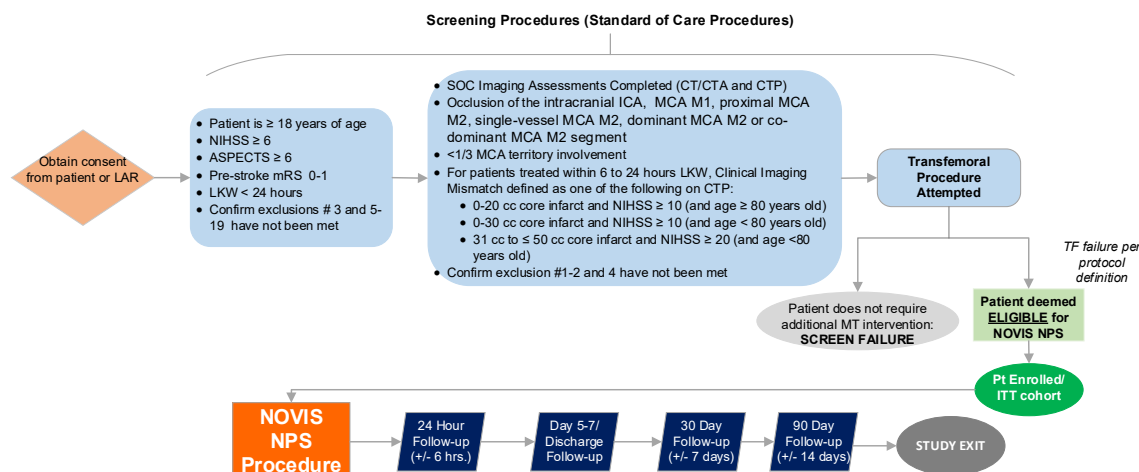 Screening Procedures (Standard of Care Procedures)
Obtain consent
from patient or LAR
• Patient is ≥ 18 years of age
• NIHSS ≥ 6
• ASPECTS ≥ 6
• Pre-stroke mRS 0-1
• LKW < 24 hours
• Confirm exclusions # 3 and 5-
19 have not been met
• SOC Imaging Assessments Completed (CT/CTA and CTP)
• Occlusion of the intracranial ICA, MCA M1, proximal MCA
M2, single-vessel MCA M2, dominant MCA M2 or co-
dominant MCA M2 segment
• <1/3 MCA territory involvement
• For patients treated within 6 to 24 hours LKW, Clinical Imaging
Mismatch defined as one of the following on CTP:
• 0-20 cc core infarct and NIHSS ≥ 10 (and age ≥ 80 years old)
• 0-30 cc core infarct and NIHSS ≥ 10 (and age < 80 years old)
• 31 cc to ≤ 50 cc core infarct and NIHSS ≥ 20 (and age <80
years old)
• Confirm exclusion #1-2 and 4 have not been met
Transfemoral
Procedure
Attempted
TF failure per
protocol
definition
Patient does not require
additional MT intervention:
SCREEN FAILURE
Patient deemed
ELIGIBLE for
NOVIS NPS
Pt Enrolled/
ITT cohort
NOVIS
NPS
Procedure
24 Hour
Follow-up
(+/- 6 hrs.)
Day 5-7/
Discharge
Follow-up
30 Day
Follow-up
(+/- 7 days)
90 Day
Follow-up
(+/- 14 days)
STUDY EXIT